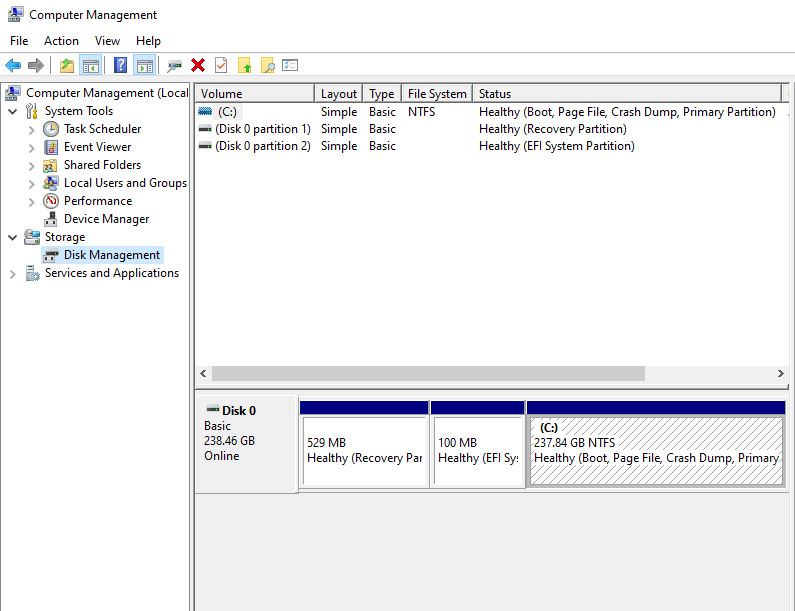 Computer Management
File Action View Help
Computer Management (Local
System Tools
Task Scheduler
Event Viewer
Shared Folders
Local Users and Groups
Performance
Device Manager
Storage
Disk Management
Services and Applications
Volume Layout Type File System Status
(C:) Simple Basic NTFS Healthy (Boot, Page File, Crash Dump, Primary Partition)
(Disk 0 partition 1) Simple Basic Healthy (Recovery Partition)
(Disk 0 partition 2) Simple Basic Healthy (EFI System Partition)
Disk 0
Basic
238.46 GB
Online
529 MB
Healthy (Recovery Par
100 MB
Healthy (EFI Sys
(C:)
237.84 GB NTFS
Healthy (Boot, Page File, Crash Dump, Primary